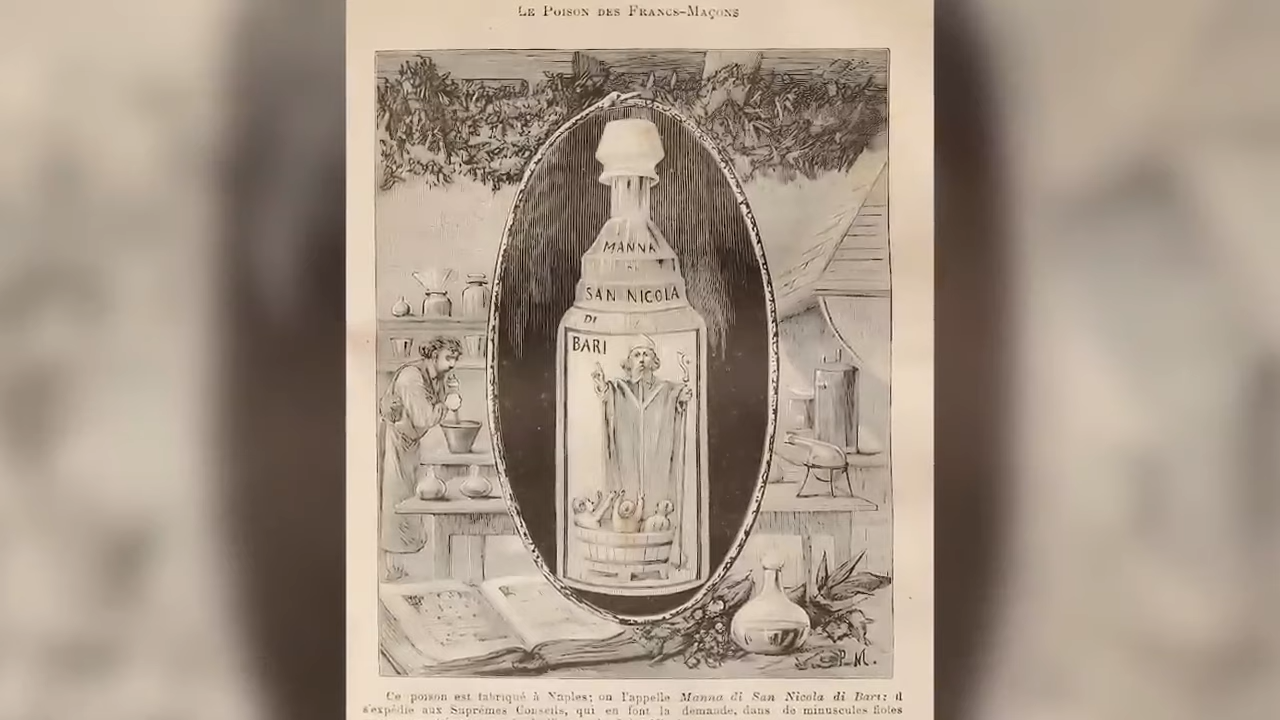 LE POISON DES FRANCS-MAÇONS
MANNA
DI
SAN NICOLA
DI
BARI
P. M.
Ce poison est fabriqué à Naples; on l'appelle Manna di San Nicola di Bari: il
s'expédie aux Suprêmes Conseils, qui en font la demande, dans de minuscules fioles